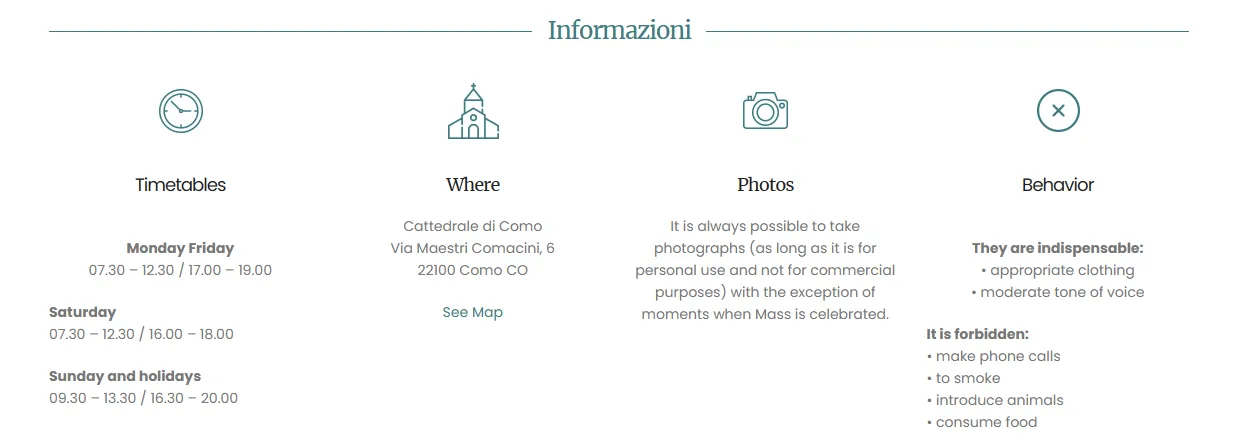 Informazioni
Timetables
Monday Friday
07.30 – 12.30 / 17.00 – 19.00
Saturday
07.30 – 12.30 / 16.00 – 18.00
Sunday and holidays
09.30 – 13.30 / 16.30 – 20.00
Where
Cattedrale di Como
Via Maestri Comacini, 6
22100 Como CO
See Map
Photos
It is always possible to take
photographs (as long as it is for
personal use and not for commercial
purposes) with the exception of
moments when Mass is celebrated.
Behavior
They are indispensable:
• appropriate clothing
• moderate tone of voice
It is forbidden:
• make phone calls
• to smoke
• introduce animals
• consume food